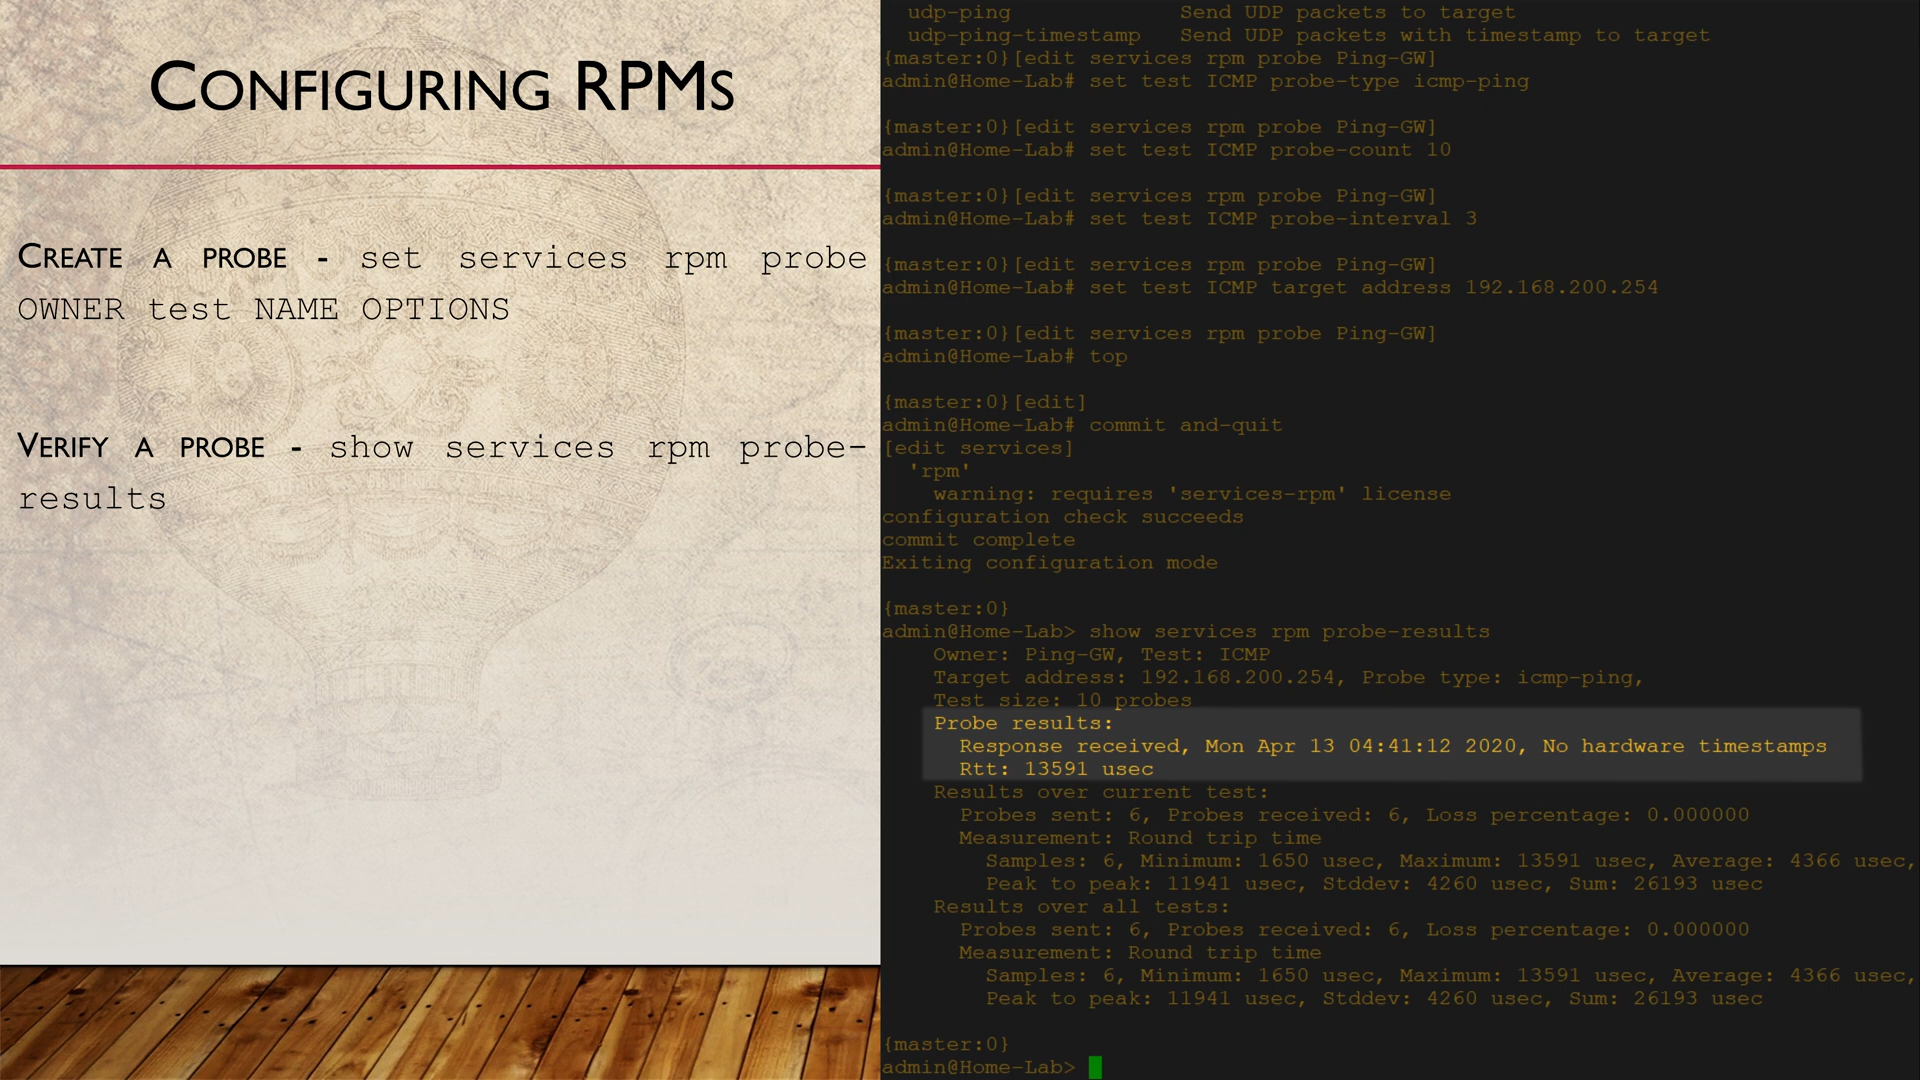 CONFIGURING RPMS
CREATE A PROBE - set services rpm probe
OWNER test NAME OPTIONS
VERIFY A PROBE - show services rpm probe-
results
udp-ping Send UDP packets to target
udp-ping-timestamp Send UDP packets with timestamp to target
{master:0}[edit services rpm probe Ping-GW]
admin@Home-Lab# set test ICMP probe-type icmp-ping
{master:0}[edit services rpm probe Ping-GW]
admin@Home-Lab# set test ICMP probe-count 10
{master:0}[edit services rpm probe Ping-GW]
admin@Home-Lab# set test ICMP probe-interval 3
{master:0}[edit services rpm probe Ping-GW]
admin@Home-Lab# set test ICMP target address 192.168.200.254
{master:0}[edit services rpm probe Ping-GW]
admin@Home-Lab# top
{master:0}[edit]
admin@Home-Lab# commit and-quit
[edit services]
'rpm'
warning: requires 'services-rpm' license
configuration check succeeds
commit complete
Exiting configuration mode
{master:0}
admin@Home-Lab> show services rpm probe-results
Owner: Ping-GW, Test: ICMP
Target address: 192.168.200.254, Probe type: icmp-ping,
Test size: 10 probes
Probe results:
Response received, Mon Apr 13 04:41:12 2020, No hardware timestamps
Rtt: 13591 usec
Results over current test:
Probes sent: 6, Probes received: 6, Loss percentage: 0.000000
Measurement: Round trip time
Samples: 6, Minimum: 1650 usec, Maximum: 13591 usec, Average: 4366 usec,
Peak to peak: 11941 usec, Stddev: 4260 usec, Sum: 26193 usec
Results over all tests:
Probes sent: 6, Probes received: 6, Loss percentage: 0.000000
Measurement: Round trip time
Samples: 6, Minimum: 1650 usec, Maximum: 13591 usec, Average: 4366 usec,
Peak to peak: 11941 usec, Stddev: 4260 usec, Sum: 26193 usec
{master:0}
admin@Home-Lab>